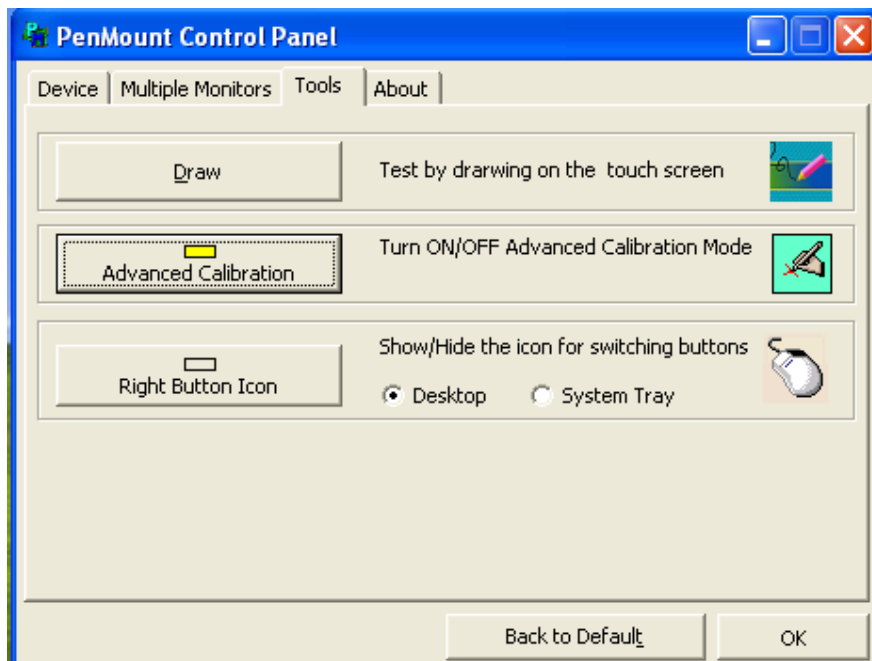 PenMount Control Panel
Device Multiple Monitors Tools About
Draw Test by drarwing on the touch screen
Advanced Calibration Turn ON/OFF Advanced Calibration Mode
Right Button Icon Show/Hide the icon for switching buttons
Desktop System Tray
Back to Default OK